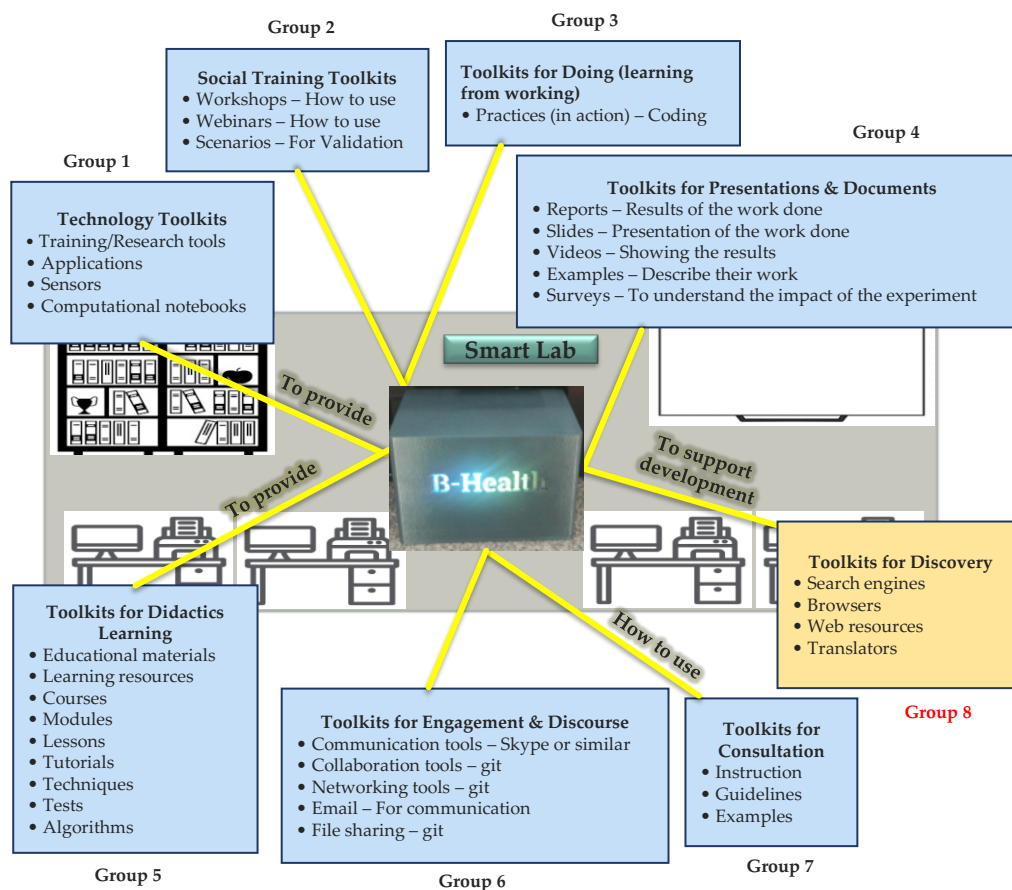 Group 1
Technology Toolkits
• Training/Research tools
• Applications
• Sensors
• Computational notebooks
Group 2
Social Training Toolkits
• Workshops – How to use
• Webinars – How to use
• Scenarios – For Validation
Group 3
Toolkits for Doing (learning
from working)
• Practices (in action) – Coding
Group 4
Toolkits for Presentations & Documents
• Reports – Results of the work done
• Slides – Presentation of the work done
• Videos – Showing the results
• Examples – Describe their work
• Surveys – To understand the impact of the experiment
Smart Lab
To provide
To provide
B-Health
To support
development
How to use
Toolkits for Didactics
Learning
• Educational materials
• Learning resources
• Courses
• Modules
• Lessons
• Tutorials
• Techniques
• Tests
• Algorithms
Group 5
Toolkits for Engagement & Discourse
• Communication tools – Skype or similar
• Collaboration tools – git
• Networking tools – git
• Email – For communication
• File sharing – git
Group 6
Toolkits for
Consultation
• Instruction
• Guidelines
• Examples
Group 7
Toolkits for Discovery
• Search engines
• Browsers
• Web resources
• Translators
Group 8